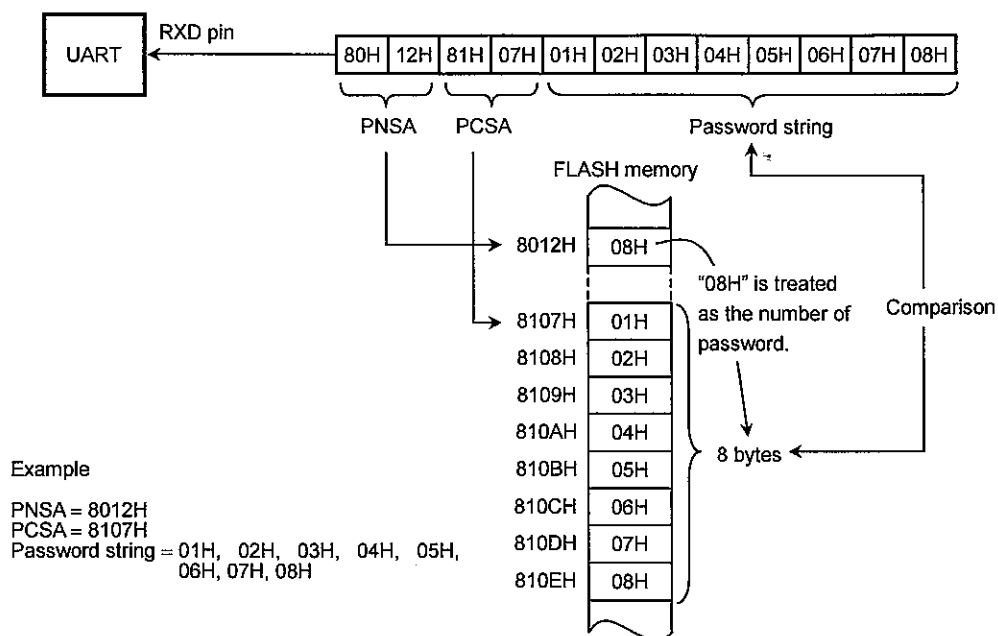 UART
RXD pin
80H 12H 81H 07H 01H 02H 03H 04H 05H 06H 07H 08H
PNSA PCSA Password string
FLASH memory
8012H 08H
"08H" is treated
as the number of
password.
Comparison
8107H 01H
8108H 02H
8109H 03H
810AH 04H
810BH 05H
810CH 06H
810DH 07H
810EH 08H
8 bytes
Example
PNSA = 8012H
PCSA = 8107H
Password string = 01H, 02H, 03H, 04H, 05H,
06H, 07H, 08H